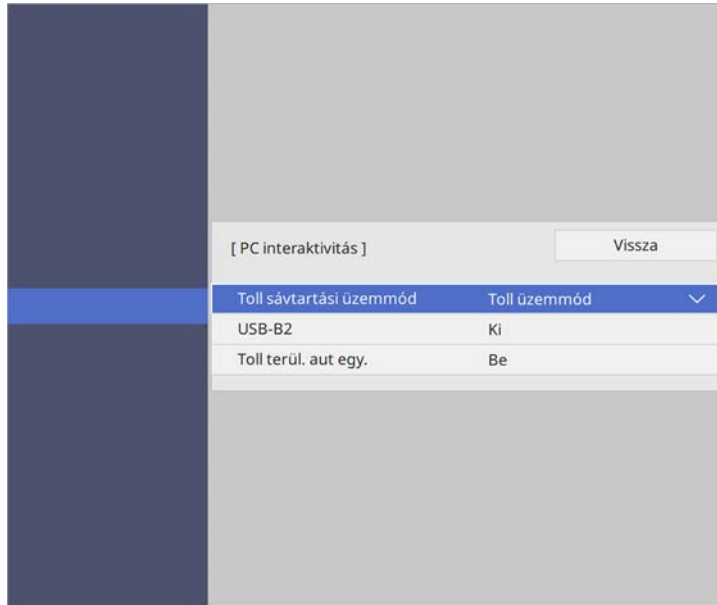 [ PC interaktivitás ] Vissza
Toll sávtartási üzemmód Toll üzemmód
USB-B2 Ki
Toll terül. aut egy. Be